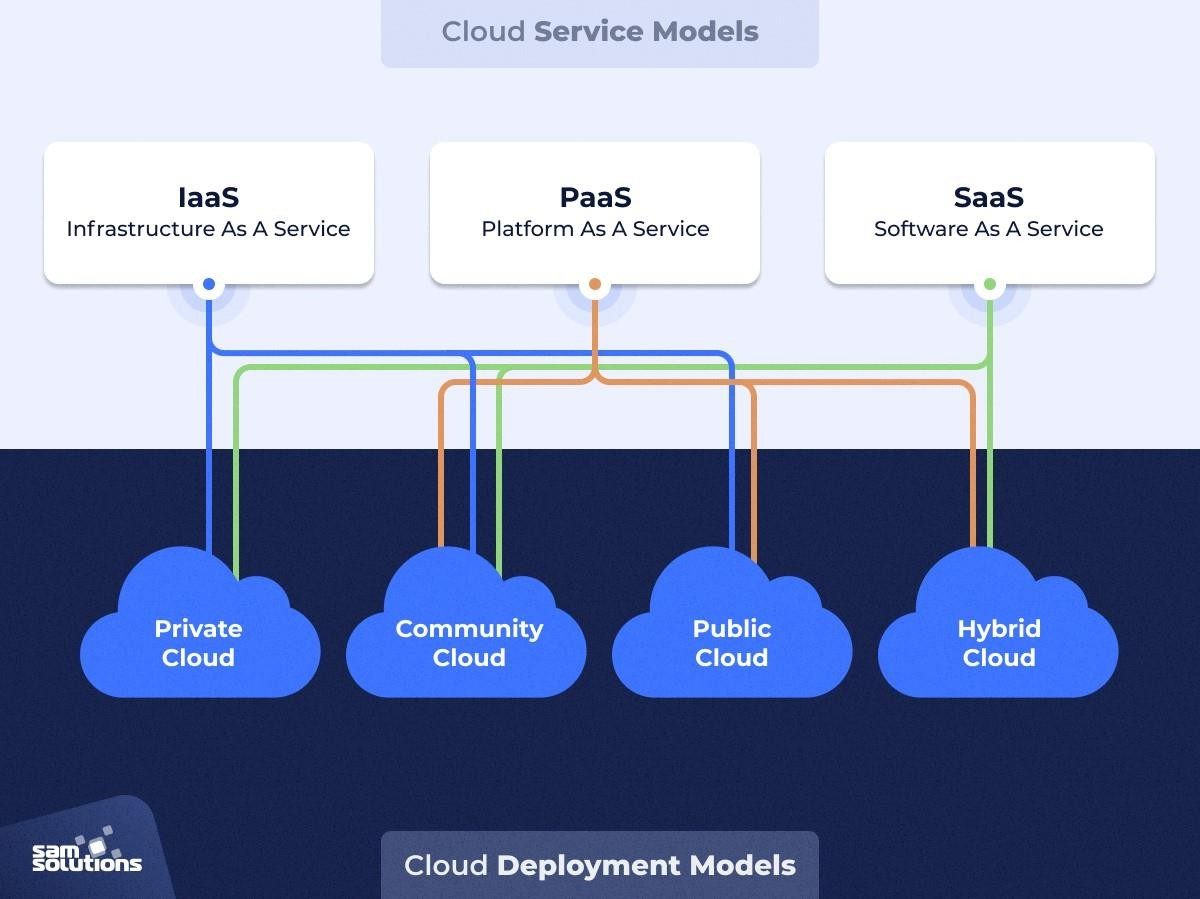 Cloud Service Models
IaaS
Infrastructure As A Service
PaaS
Platform As A Service
SaaS
Software As A Service
Private
Cloud
Community
Cloud
Public
Cloud
Hybrid
Cloud
sam
solutions
Cloud Deployment Models